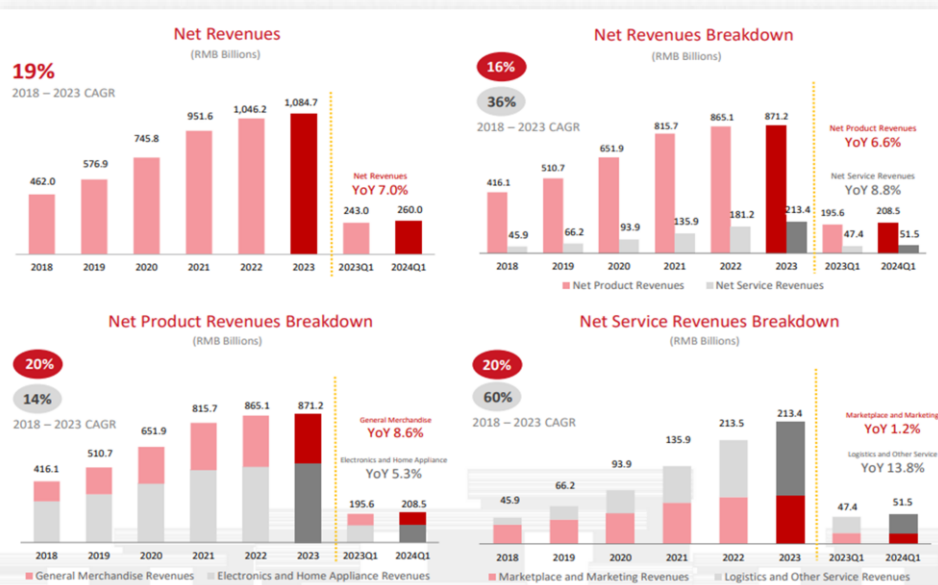 Net Revenues
(RMB Billions)
19%
2018 – 2023 CAGR
462.0
576.9
745.8
951.6
1,046.2
1,084.7
Net Revenues
YoY 7.0%
243.0
260.0
2018 2019 2020 2021 2022 2023 2023Q1 2024Q1
Net Revenues Breakdown
(RMB Billions)
16%
36%
2018 – 2023 CAGR
416.1
45.9
510.7
66.2
651.9
93.9
815.7
135.9
865.1
181.2
871.2
213.4
Net Product Revenues
YoY 6.6%
Net Service Revenues
YoY 8.8%
195.6
47.4
208.5
51.5
2018 2019 2020 2021 2022 2023 2023Q1 2024Q1
Net Product Revenues Net Service Revenues
Net Product Revenues Breakdown
(RMB Billions)
20%
14%
2018 – 2023 CAGR
416.1
510.7
651.9
815.7
865.1
871.2
General Merchandise
YoY 8.6%
Electronics and Home Appliance
YoY 5.3%
195.6
208.5
2018 2019 2020 2021 2022 2023 2023Q1 2024Q1
General Merchandise Revenues Electronics and Home Appliance Revenues
Net Service Revenues Breakdown
(RMB Billions)
20%
60%
2018 – 2023 CAGR
45.9
66.2
93.9
135.9
213.5
213.4
Marketplace and Marketing
YoY 1.2%
Logistics and Other Service
YoY 13.8%
47.4
51.5
2018 2019 2020 2021 2022 2023 2023Q1 2024Q1
Marketplace and Marketing Revenues Logistics and Other Service Revenues